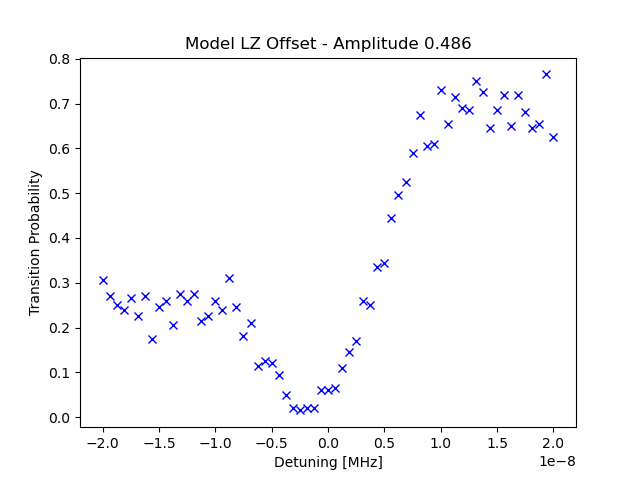 Model LZ Offset - Amplitude 0.486
Transition Probability
0.8
0.7
0.6
0.5
0.4
0.3
0.2
0.1
0.0
−2.0 −1.5 −1.0 −0.5 0.0 0.5 1.0 1.5 2.0
Detuning [MHz]
1e−8